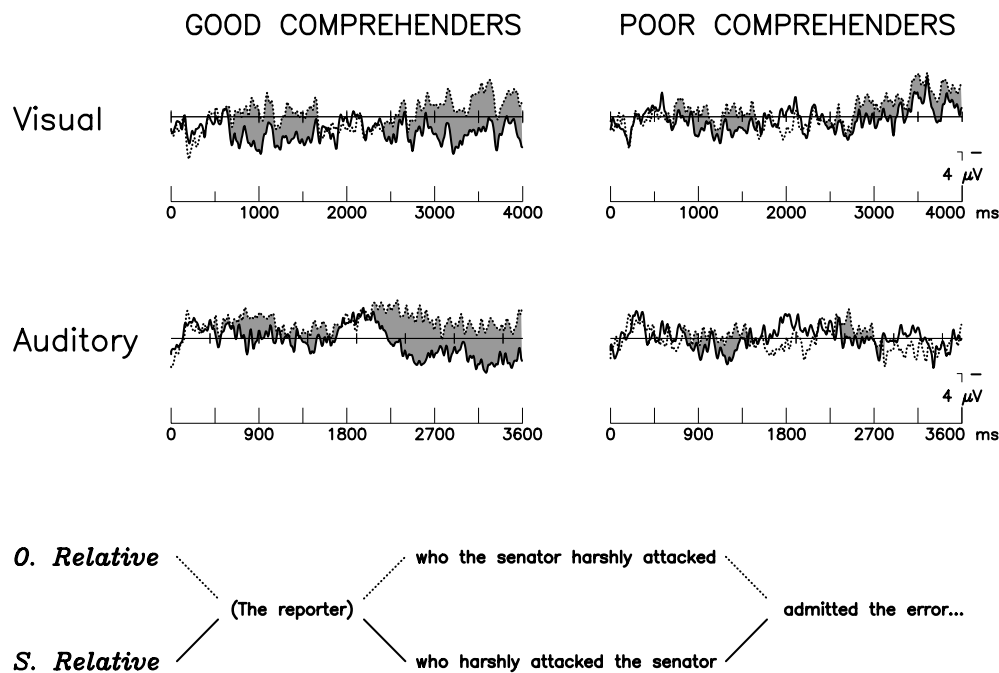 GOOD COMPREHENDERS POOR COMPREHENDERS
Visual
4 μV
0 1000 2000 3000 4000 0 1000 2000 3000 4000 ms
Auditory
4 μV
0 900 1800 2700 3600 0 900 1800 2700 3600 ms
O. Relative who the senator harshly attacked
(The reporter) admitted the error...
S. Relative who harshly attacked the senator